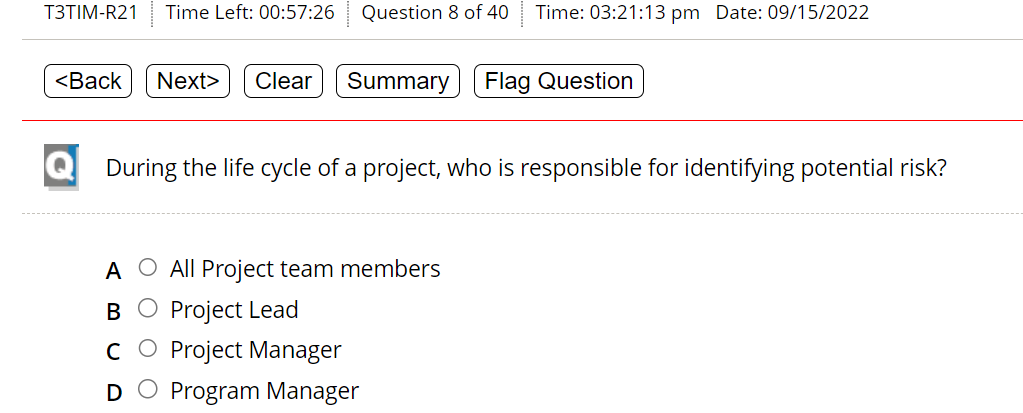 T3TIM-R21 Time Left: 00:57:26 Question 8 of 40 Time: 03:21:13 pm Date: 09/15/2022
<Back Next> Clear Summary Flag Question
Q During the life cycle of a project, who is responsible for identifying potential risk?
A All Project team members
B Project Lead
C Project Manager
D Program Manager